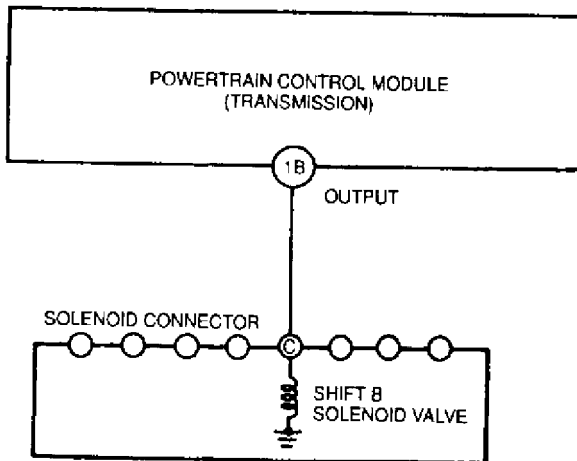 POWERTRAIN CONTROL MODULE
(TRANSMISSION)
1B
OUTPUT
SOLENOID CONNECTOR
C
SHIFT B
SOLENOID VALVE